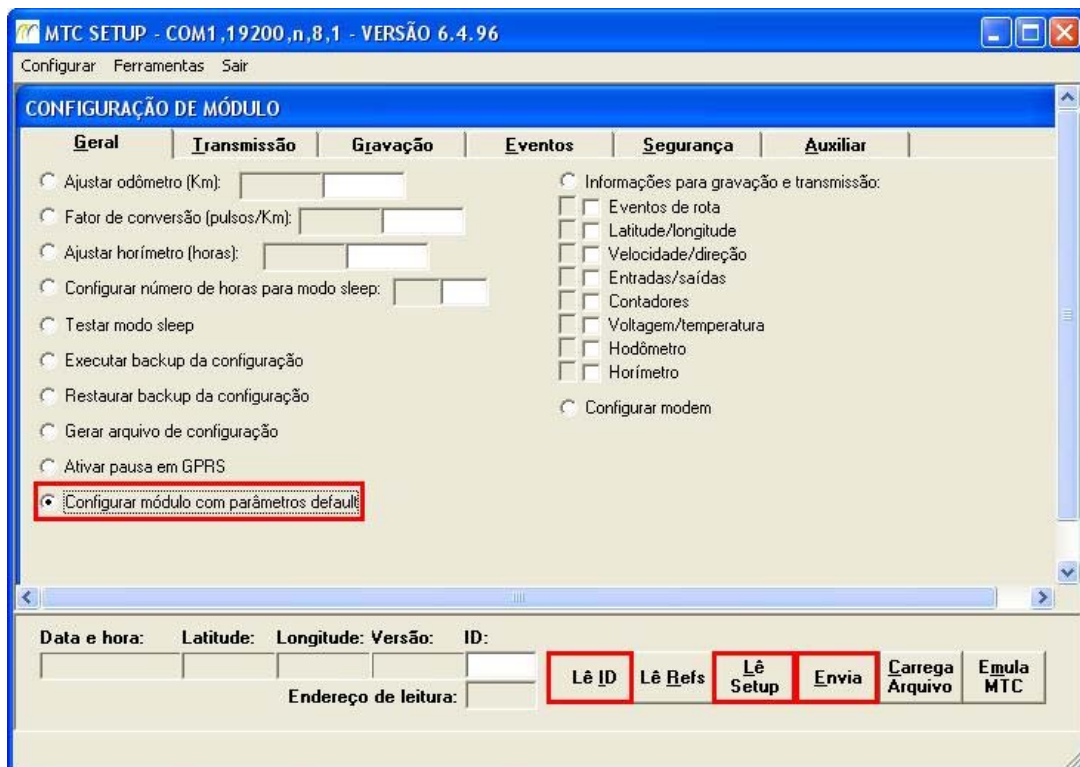 MTC SETUP - COM1,19200,n,8,1 - VERSÃO 6.4.96
Configurar Ferramentas Sair
CONFIGURAÇÃO DE MÓDULO
Geral Transmissão Gravação Eventos Segurança Auxiliar
Ajustar odômetro (Km):
Fator de conversão (pulsos/Km):
Ajustar horímetro (horas):
Configurar número de horas para modo sleep:
Testar modo sleep
Executar backup da configuração
Restaurar backup da configuração
Gerar arquivo de configuração
Ativar pausa em GPRS
Configurar módulo com parâmetros default
Informações para gravação e transmissão:
Eventos de rota
Latitude/longitude
Velocidade/direção
Entradas/saídas
Contadores
Voltagem/temperatura
Hodômetro
Horímetro
Configurar modem
Data e hora: Latitude: Longitude: Versão: ID:
Endereço de leitura:
Lê ID
Lê Refs
Lê
Setup
Envia
Carrega
Arquivo
Emula
MTC